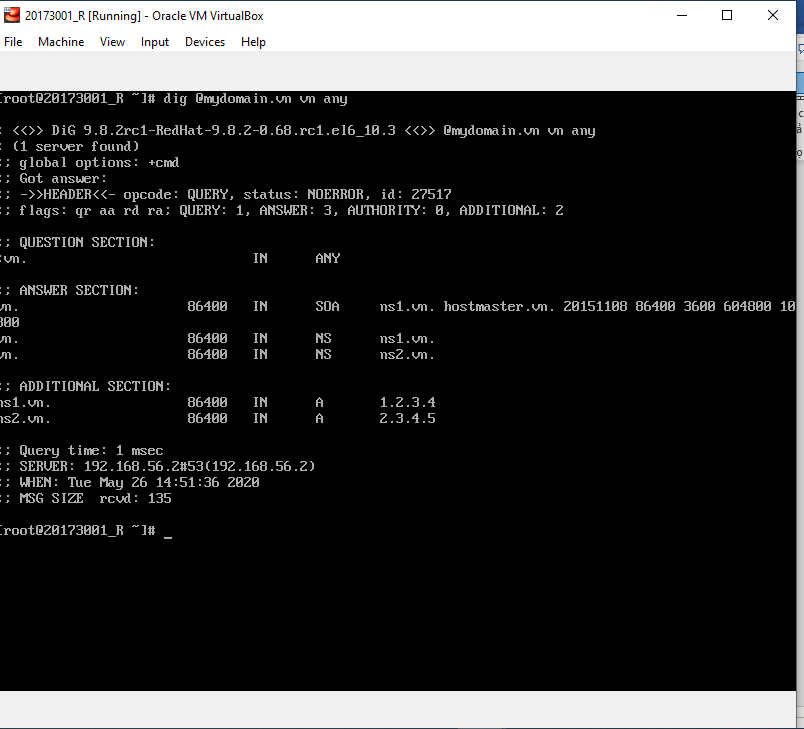 20173001_R [Running] - Oracle VM VirtualBox
File Machine View Input Devices Help
[root@20173001_R ~]# dig @mydomain.vn vn any
; <<>> DiG 9.8.2rc1-RedHat-9.8.2-0.68.rc1.el6_10.3 <<>> @mydomain.vn vn any
; (1 server found)
;; global options: +cmd
;; Got answer:
;; ->>HEADER<<- opcode: QUERY, status: NOERROR, id: 27517
;; flags: qr aa rd ra; QUERY: 1, ANSWER: 3, AUTHORITY: 0, ADDITIONAL: 2
;; QUESTION SECTION:
;vn. IN ANY
;; ANSWER SECTION:
vn. 86400 IN SOA ns1.vn. hostmaster.vn. 20151108 86400 3600 604800 10
800
vn. 86400 IN NS ns1.vn.
vn. 86400 IN NS ns2.vn.
;; ADDITIONAL SECTION:
ns1.vn. 86400 IN A 1.2.3.4
ns2.vn. 86400 IN A 2.3.4.5
;; Query time: 1 msec
;; SERVER: 192.168.56.2#53(192.168.56.2)
;; WHEN: Tue May 26 14:51:36 2020
;; MSG SIZE rcvd: 135
[root@20173001_R ~]# _